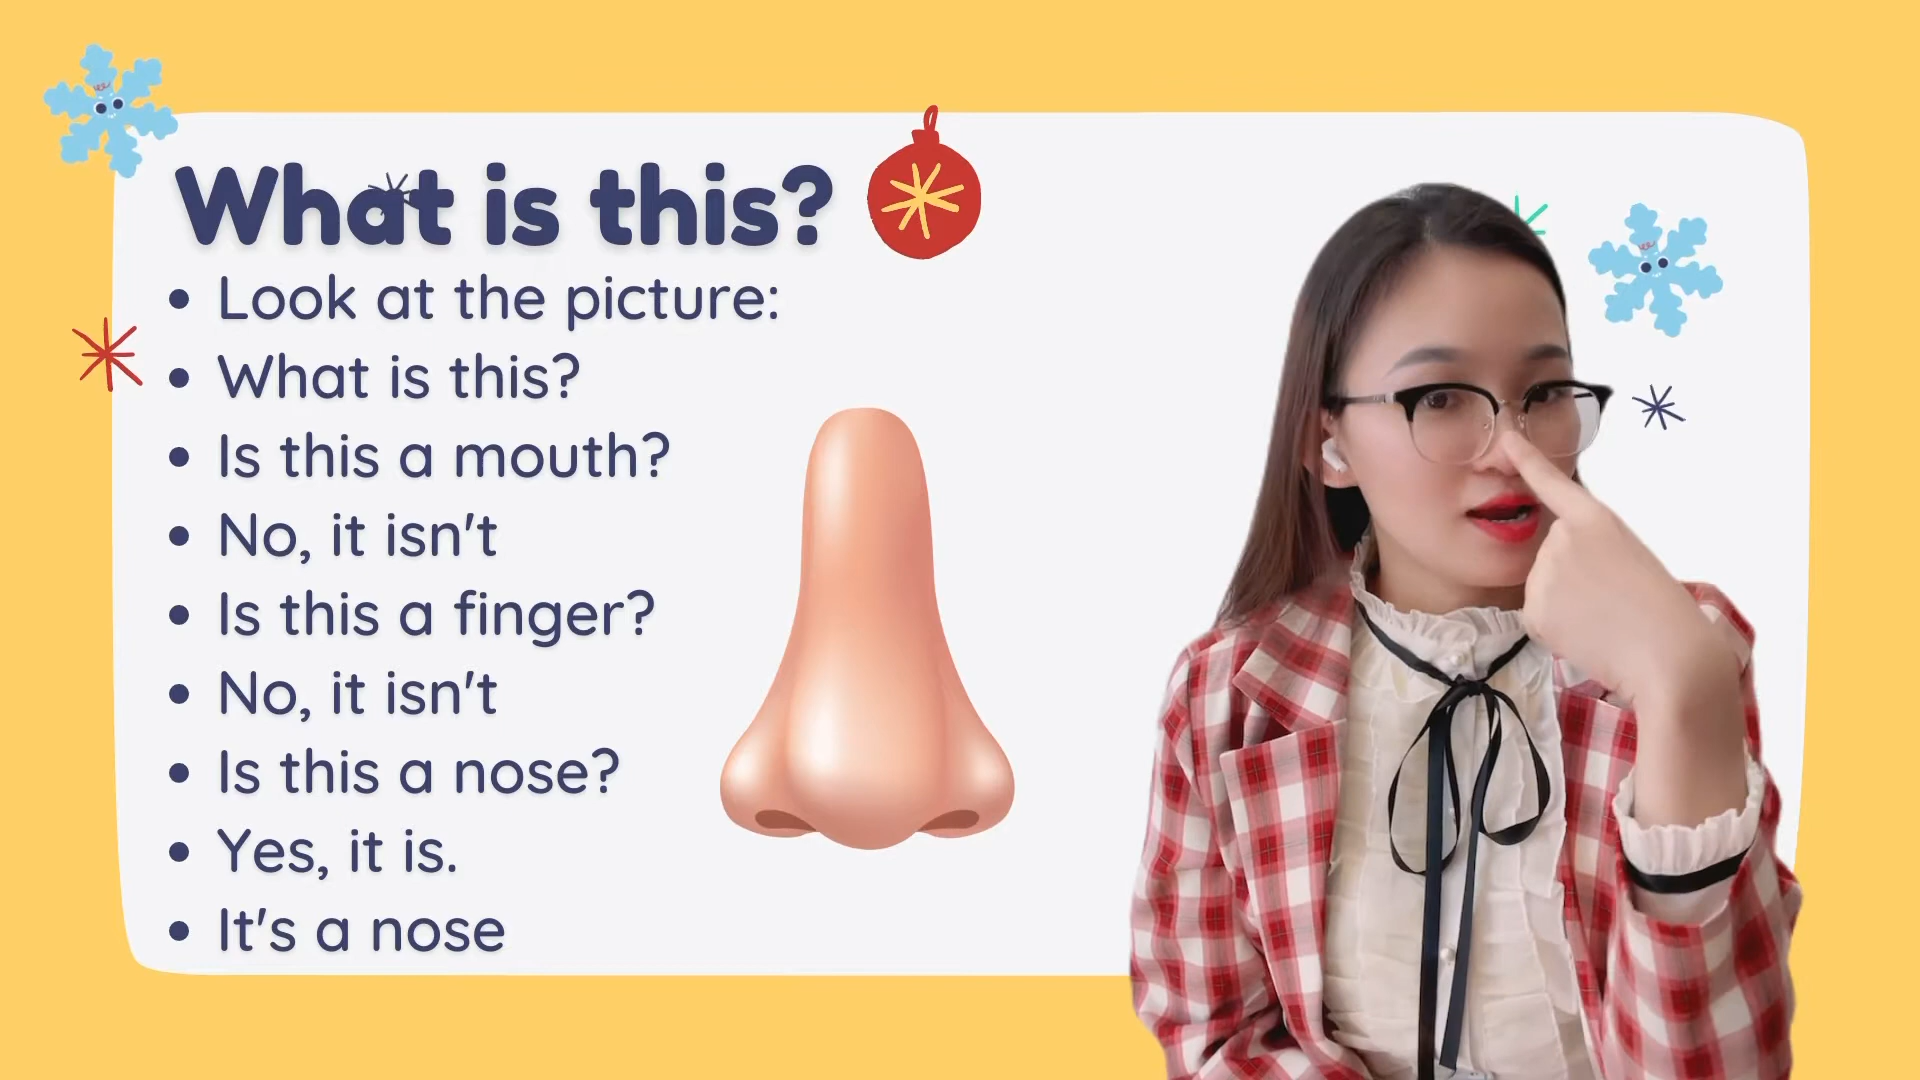 What is this?
Look at the picture:
What is this?
Is this a mouth?
No, it isn't
Is this a finger?
No, it isn't
Is this a nose?
Yes, it is.
It's a nose